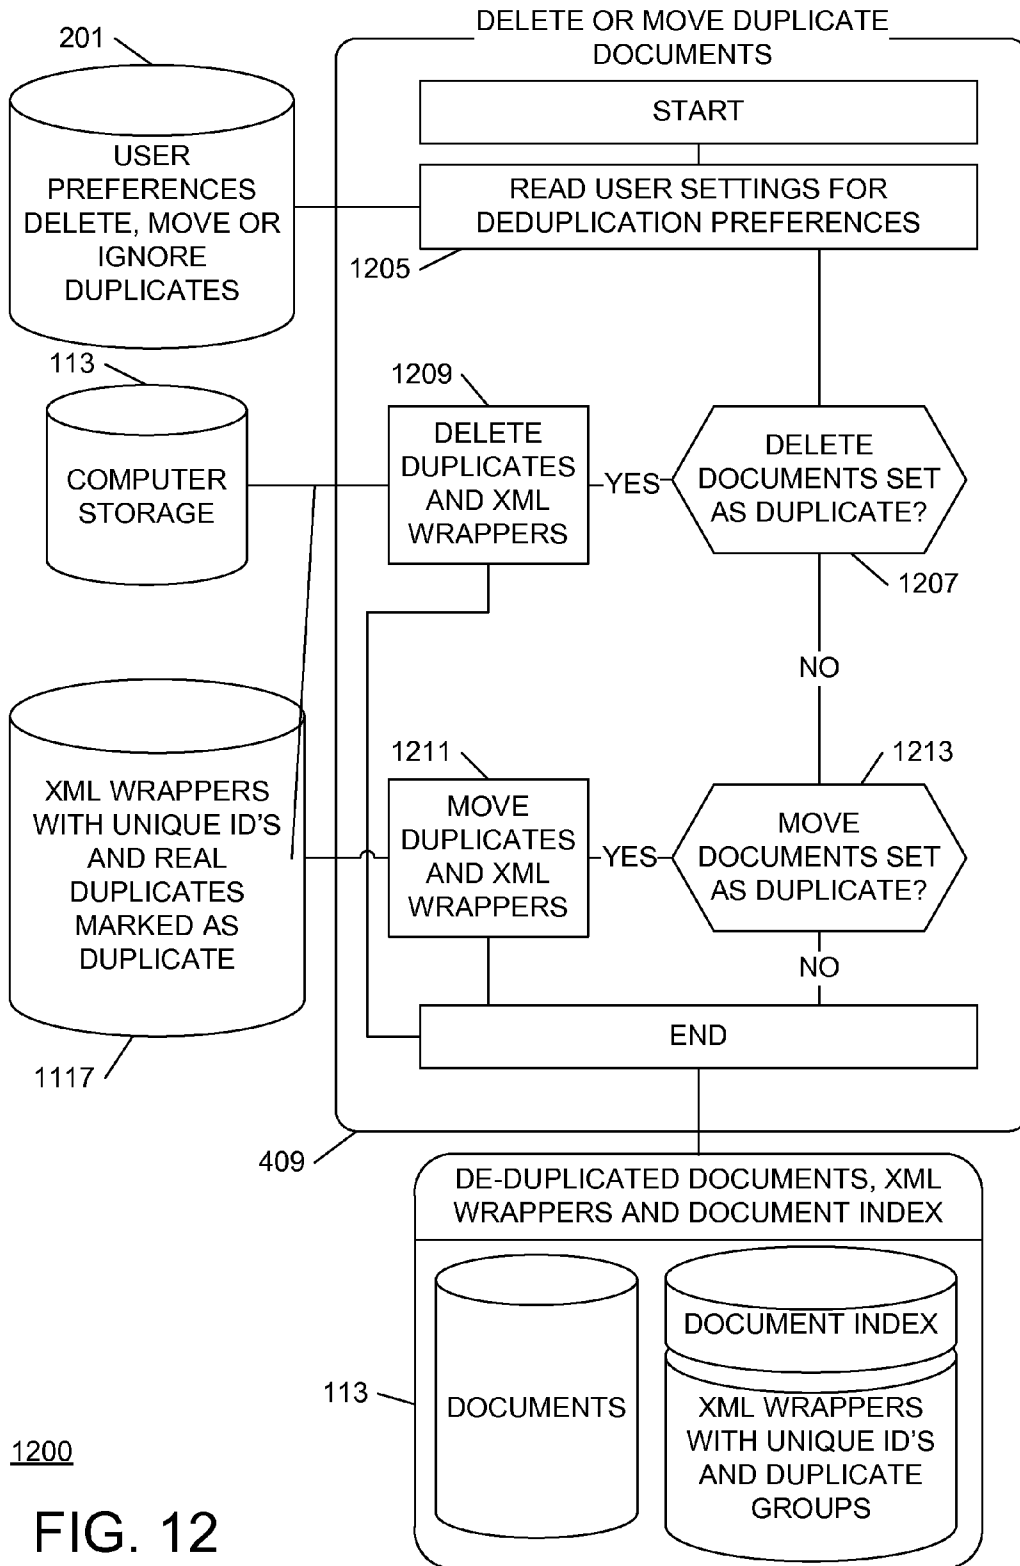 DELETE OR MOVE DUPLICATE
DOCUMENTS
201
START
USER
PREFERENCES
DELETE, MOVE OR
IGNORE
DUPLICATES
READ USER SETTINGS FOR
DEDUPLICATION PREFERENCES
1205
113
COMPUTER
STORAGE
1209
DELETE
DUPLICATES
AND XML
WRAPPERS
YES
DELETE
DOCUMENTS SET
AS DUPLICATE?
1207
NO
XML WRAPPERS
WITH UNIQUE ID'S
AND REAL
DUPLICATES
MARKED AS
DUPLICATE
1117
1211
MOVE
DUPLICATES
AND XML
WRAPPERS
YES
1213
MOVE
DOCUMENTS SET
AS DUPLICATE?
NO
END
409
DE-DUPLICATED DOCUMENTS, XML
WRAPPERS AND DOCUMENT INDEX
113
DOCUMENTS
DOCUMENT INDEX
XML WRAPPERS
WITH UNIQUE ID'S
AND DUPLICATE
GROUPS
1200
FIG. 12